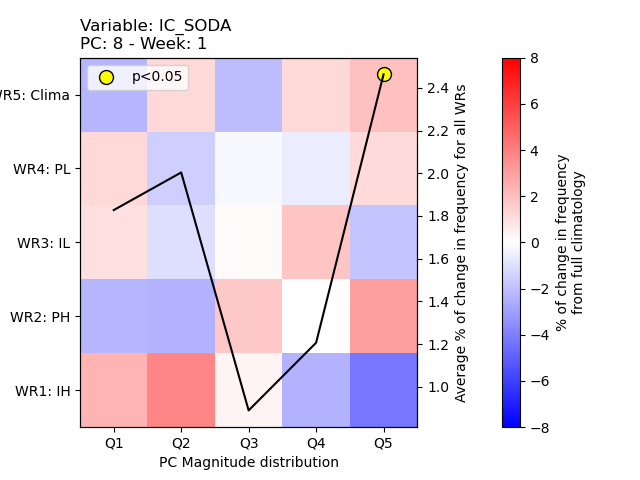 Variable: IC_SODA
PC: 8 - Week: 1
p<0.05
R5: Clima
WR4: PL
WR3: IL
WR2: PH
WR1: IH
Q1 Q2 Q3 Q4 Q5
PC Magnitude distribution
2.4
2.2
2.0
1.8
1.6
1.4
1.2
1.0
Average % of change in frequency for all WRs
8
6
4
2
0
−2
−4
−6
−8
% of change in frequency
from full climatology